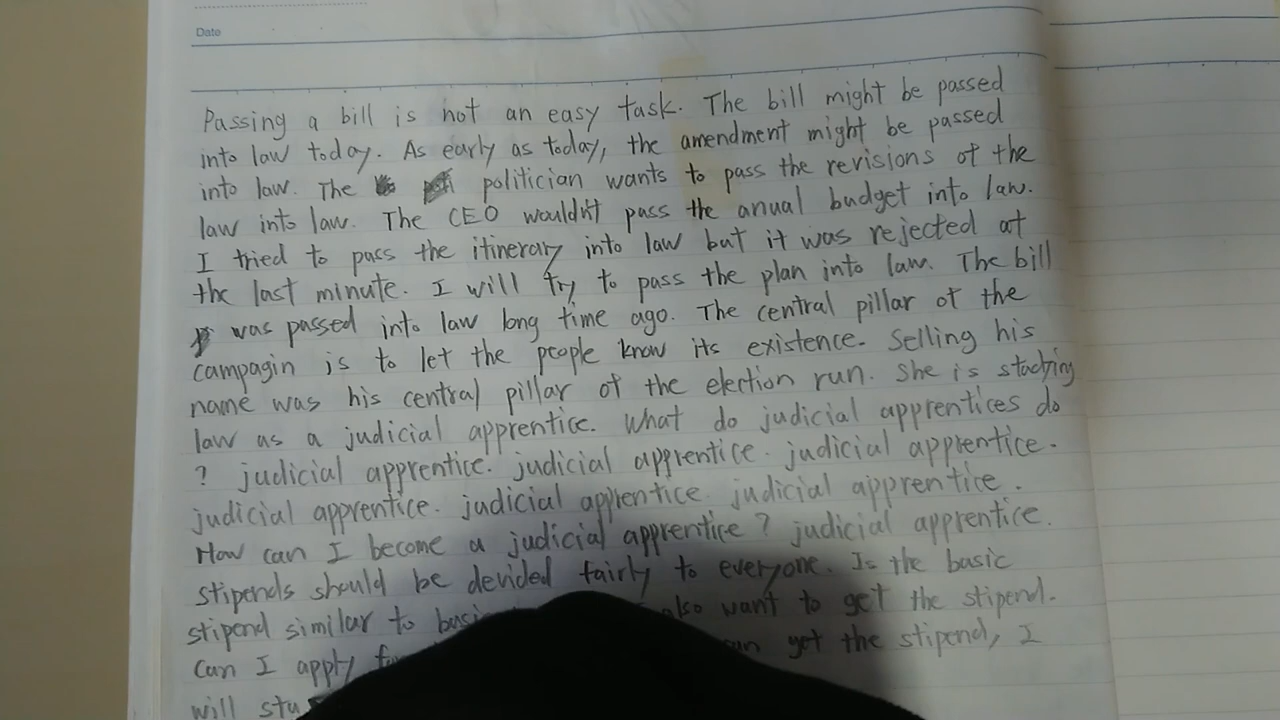 Date
Passing a bill is not an easy task. The bill might be passed
into law today. As early as today, the amendment might be passed
into law. The politician wants to pass the revisions of the
law into law. The CEO wouldn't pass the anual budget into law.
I tried to pass the itinerary into law but it was rejected at
the last minute. I will try to pass the plan into law. The bill
was passed into law long time ago. The central pillar of the
campagin is to let the people know its existence. Selling his
name was his central pillar of the election run. She is studying
law as a judicial apprentice. What do judicial apprentices do
? judicial apprentice. judicial apprentice. judicial apprentice.
judicial apprentice. judicial apprentice. judicial apprentice.
How can I become a judicial apprentice? judicial apprentice.
stipends should be devided fairly to everyone. Is the basic
stipend similar to also want to get the stipend.
can I apply get the stipend, I
will